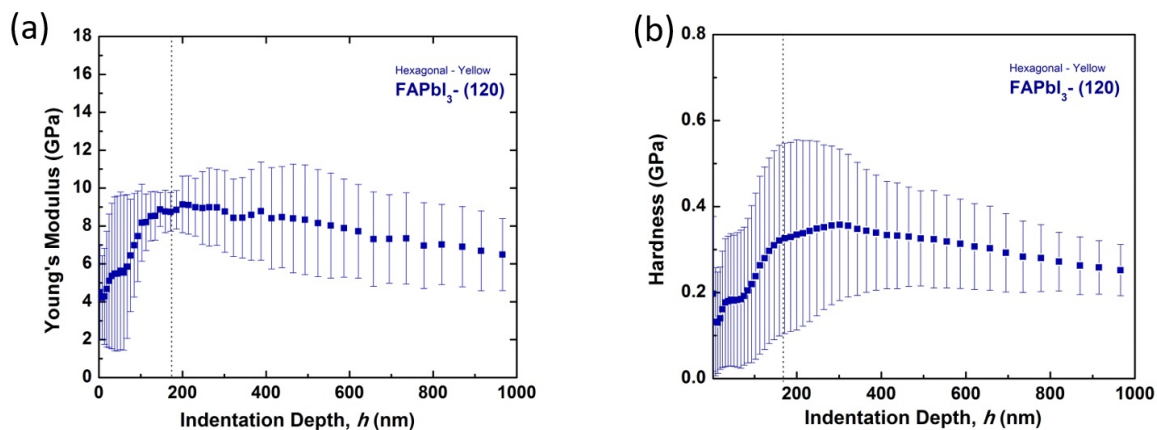 (a)
18
16
14
12
10
8
6
4
2
0
Young's Modulus (GPa)
Hexagonal - Yellow
FAPbI₃- (120)
0 200 400 600 800 1000
Indentation Depth, h (nm)
(b)
0.8
0.6
0.4
0.2
0.0
Hardness (GPa)
Hexagonal - Yellow
FAPbI₃- (120)
200 400 600 800 1000
Indentation Depth, h (nm)